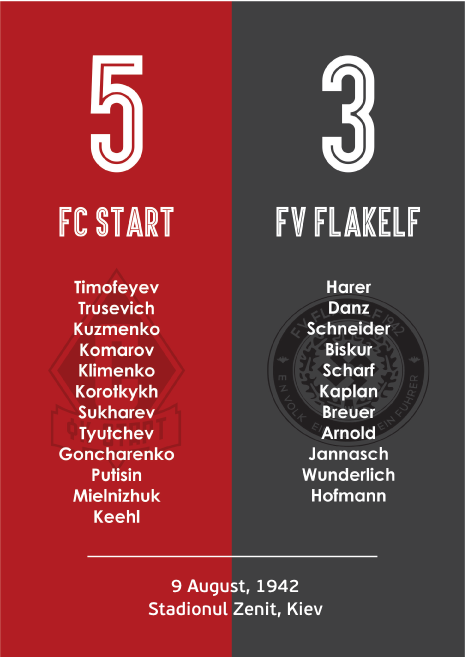 5
FC START
Timofeyev
Trusevich
Kuzmenko
Komarov
Klimenko
Korotkykh
Sukharev
Tyutchev
Goncharenko
Putisin
Mielnizhuk
Keehl
3
FV FLAKELF
Harer
Danz
Schneider
Biskur
Scharf
Kaplan
Breuer
Arnold
Jannasch
Wunderlich
Hofmann
9 August, 1942
Stadionul Zenit, Kiev